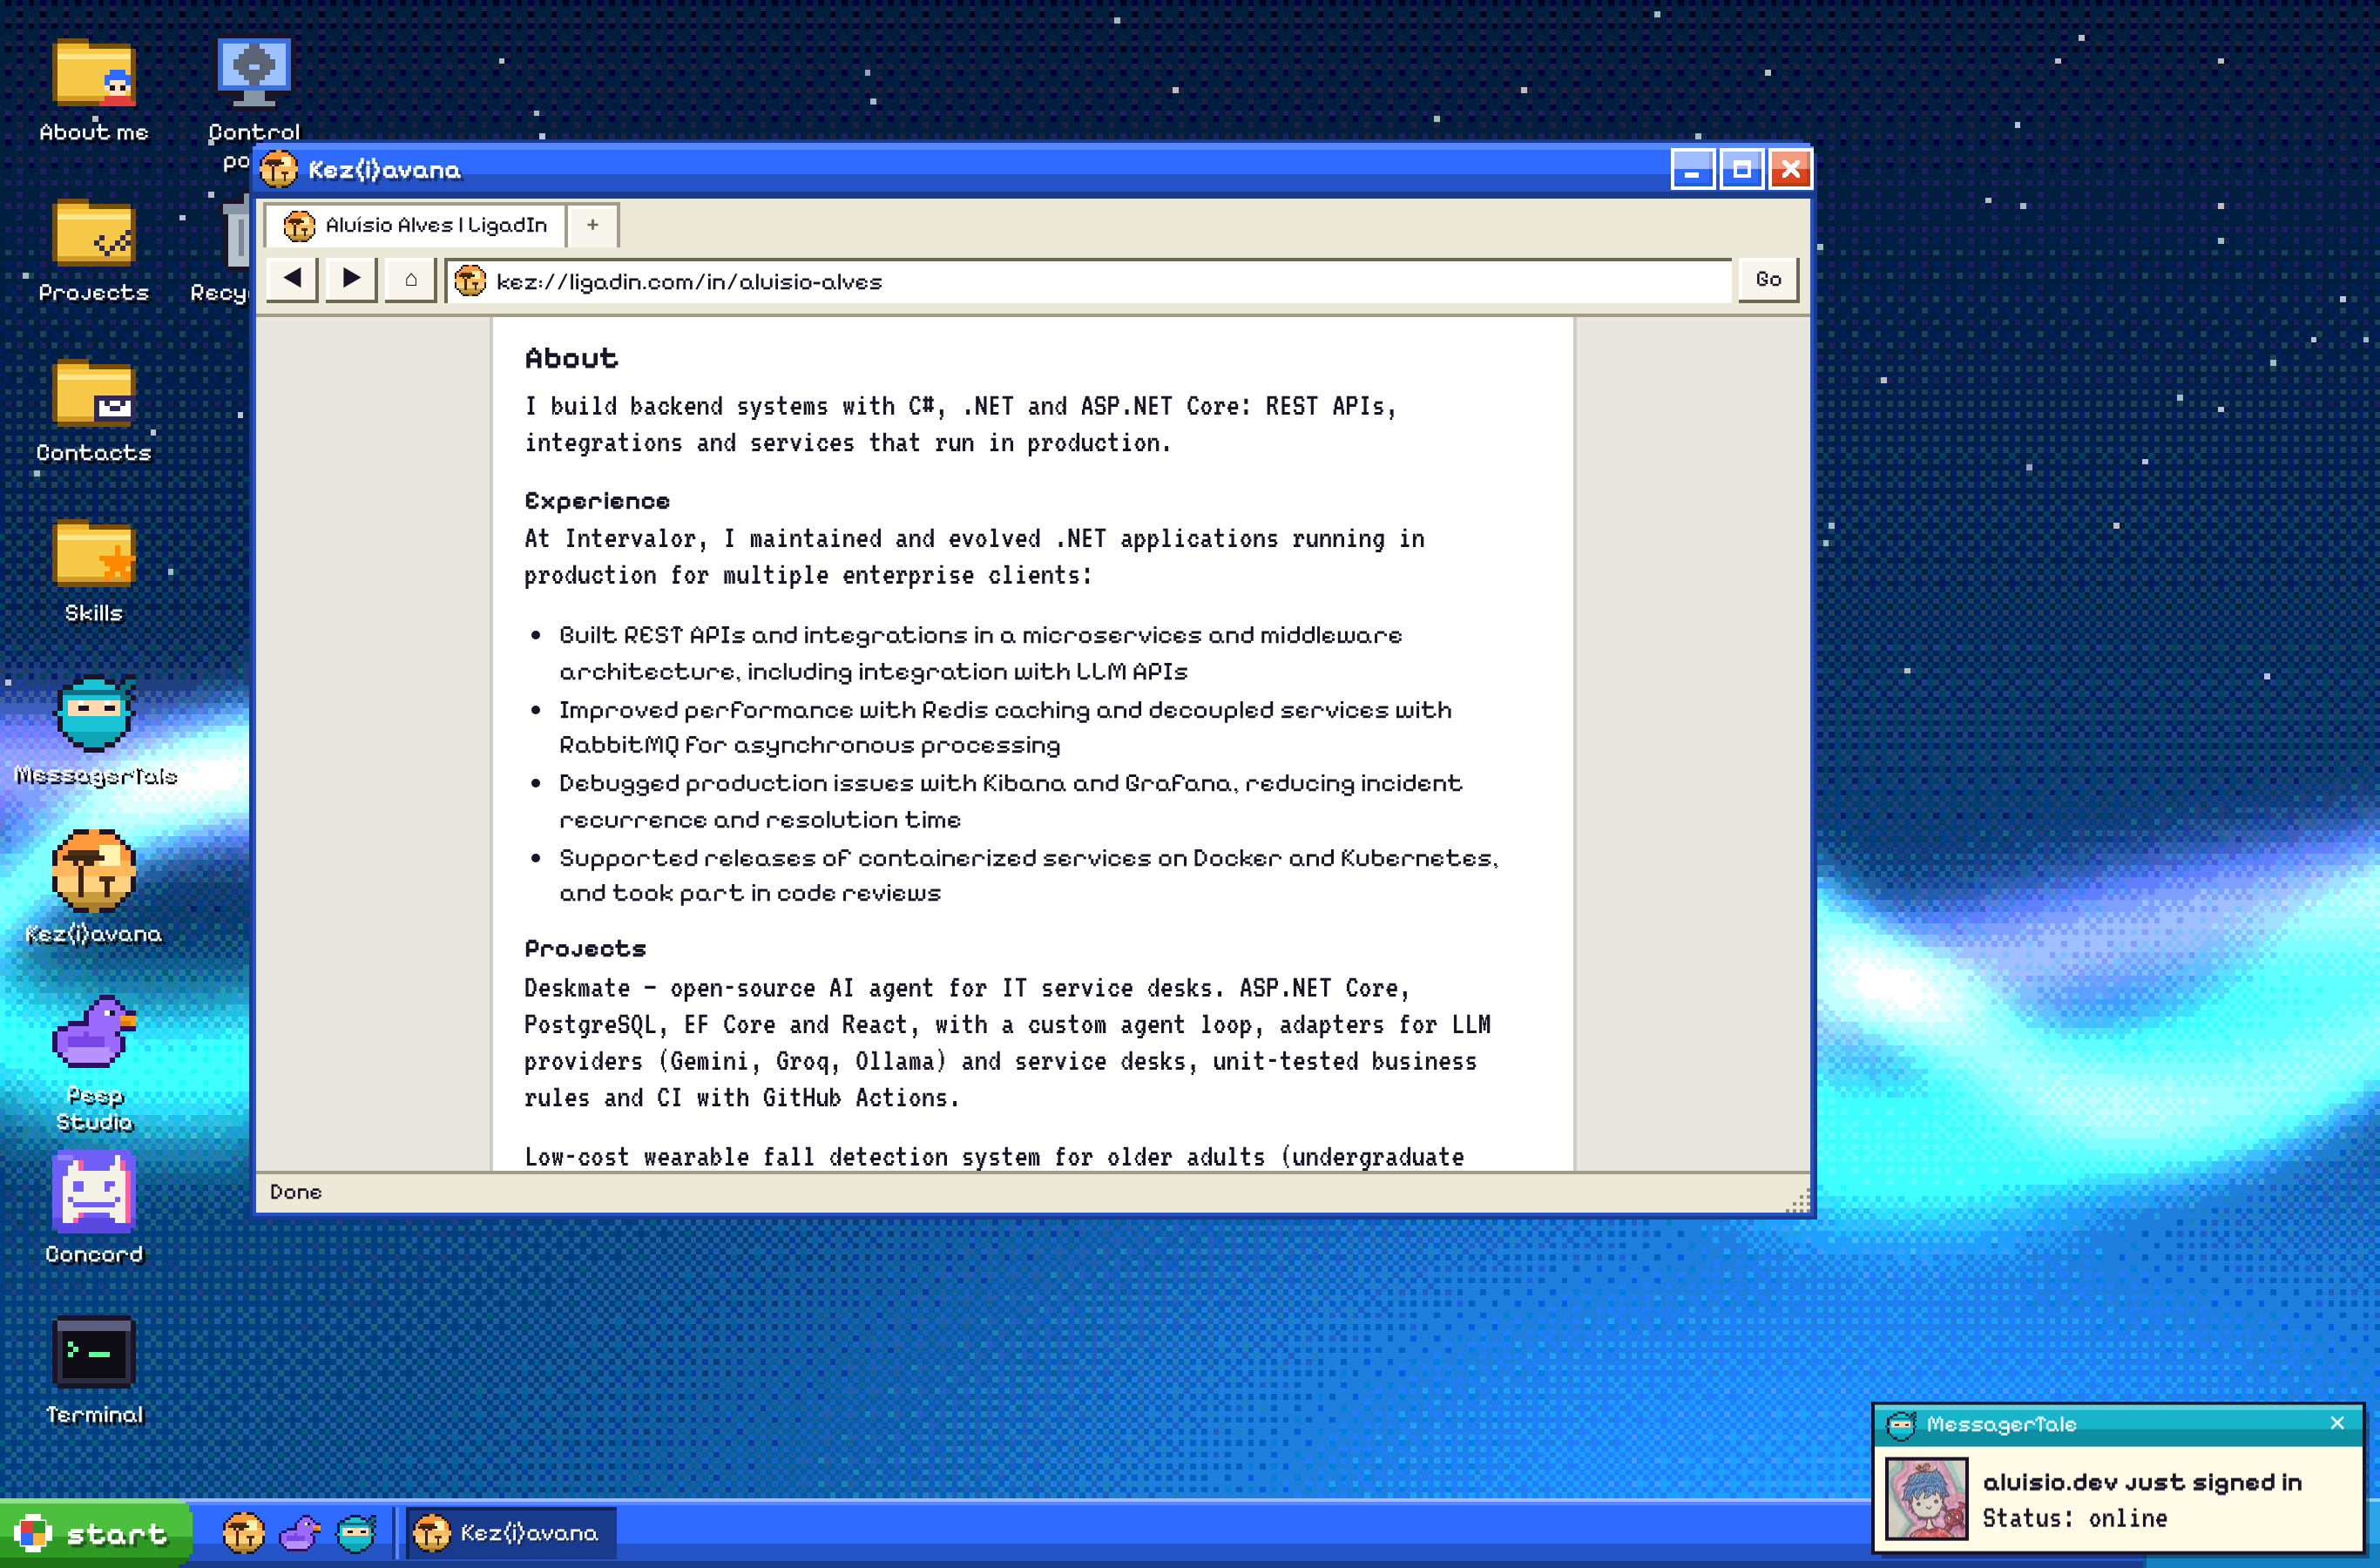 About me
Control
Projects
Contacts
Skills
MessagerTale
Kez(i)avana
Peep
Studio
Concord
Terminal
Kez(i)avana
Aluísio Alves | LigadIn
+
kez://ligadin.com/in/aluisio-alves
Go
About
I build backend systems with C#, .NET and ASP.NET Core: REST APIs,
integrations and services that run in production.
Experience
At Intervalor, I maintained and evolved .NET applications running in
production for multiple enterprise clients:
• Built REST APIs and integrations in a microservices and middleware
architecture, including integration with LLM APIs
• Improved performance with Redis caching and decoupled services with
RabbitMQ for asynchronous processing
• Debugged production issues with Kibana and Grafana, reducing incident
recurrence and resolution time
• Supported releases of containerized services on Docker and Kubernetes,
and took part in code reviews
Projects
Deskmate – open-source AI agent for IT service desks. ASP.NET Core,
PostgreSQL, EF Core and React, with a custom agent loop, adapters for LLM
providers (Gemini, Groq, Ollama) and service desks, unit-tested business
rules and CI with GitHub Actions.
Low-cost wearable fall detection system for older adults (undergraduate
Done
MessagerTale
aluisio.dev just signed in
Status: online
start
Kez(i)avana